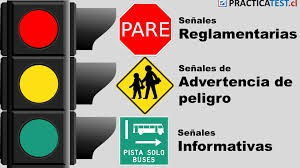 PRACTICATEST.cl
PARE
Señales
Reglamentarias
Señales de
Advertencia de
peligro
PISTA SOLO
BUSES
Señales
Informativas